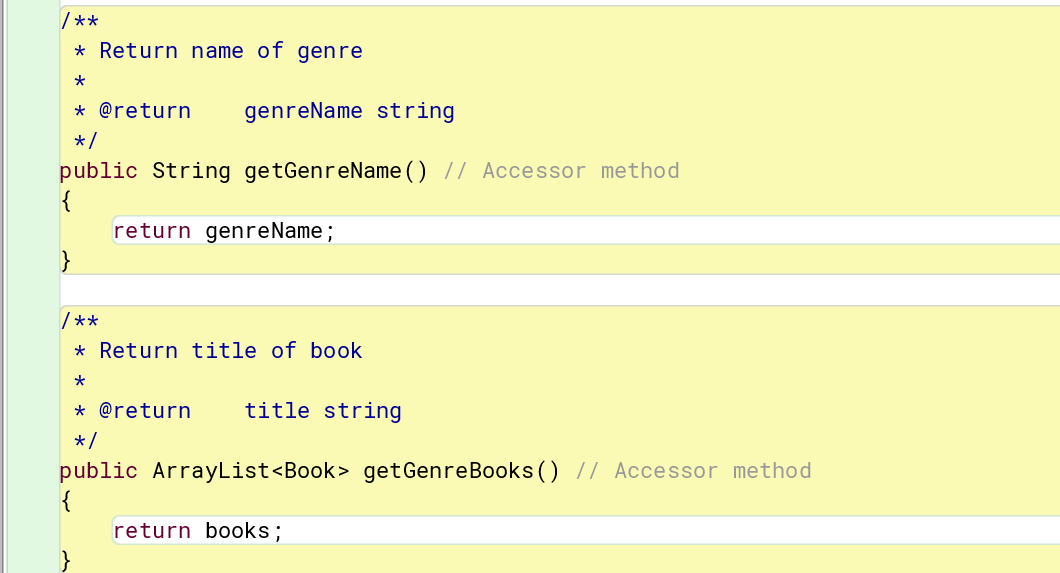 /**
 * Return name of genre
 *
 * @return    genreName string
 */
public String getGenreName() // Accessor method
{
    return genreName;
}
/**
 * Return title of book
 *
 * @return    title string
 */
public ArrayList<Book> getGenreBooks() // Accessor method
{
    return books;
}